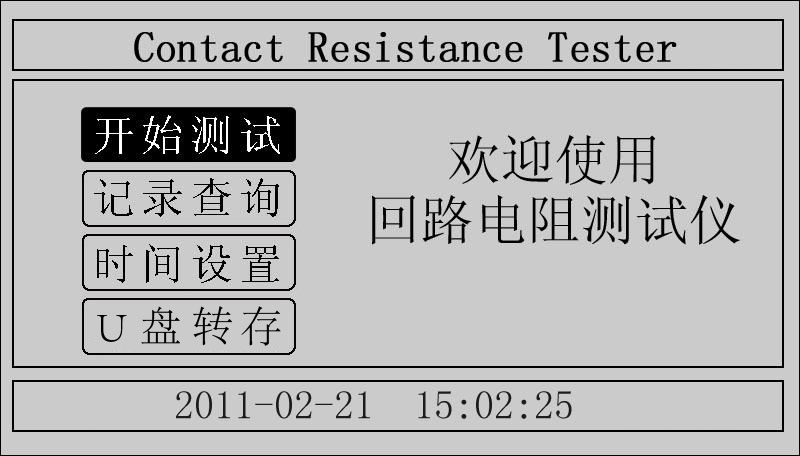 Contact Resistance Tester
开始测试
记录查询
时间设置
U盘转存
欢迎使用
回路电阻测试仪
2011-02-21 15:02:25